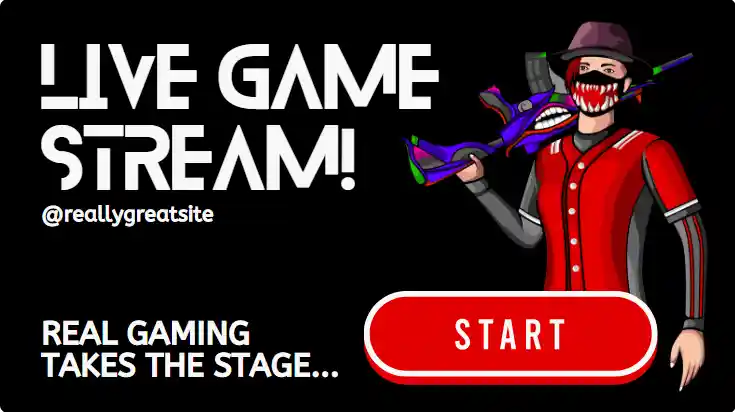 LIVE GAME
STREAM!
@reallygreatsite
REAL GAMING
TAKES THE STAGE...
START